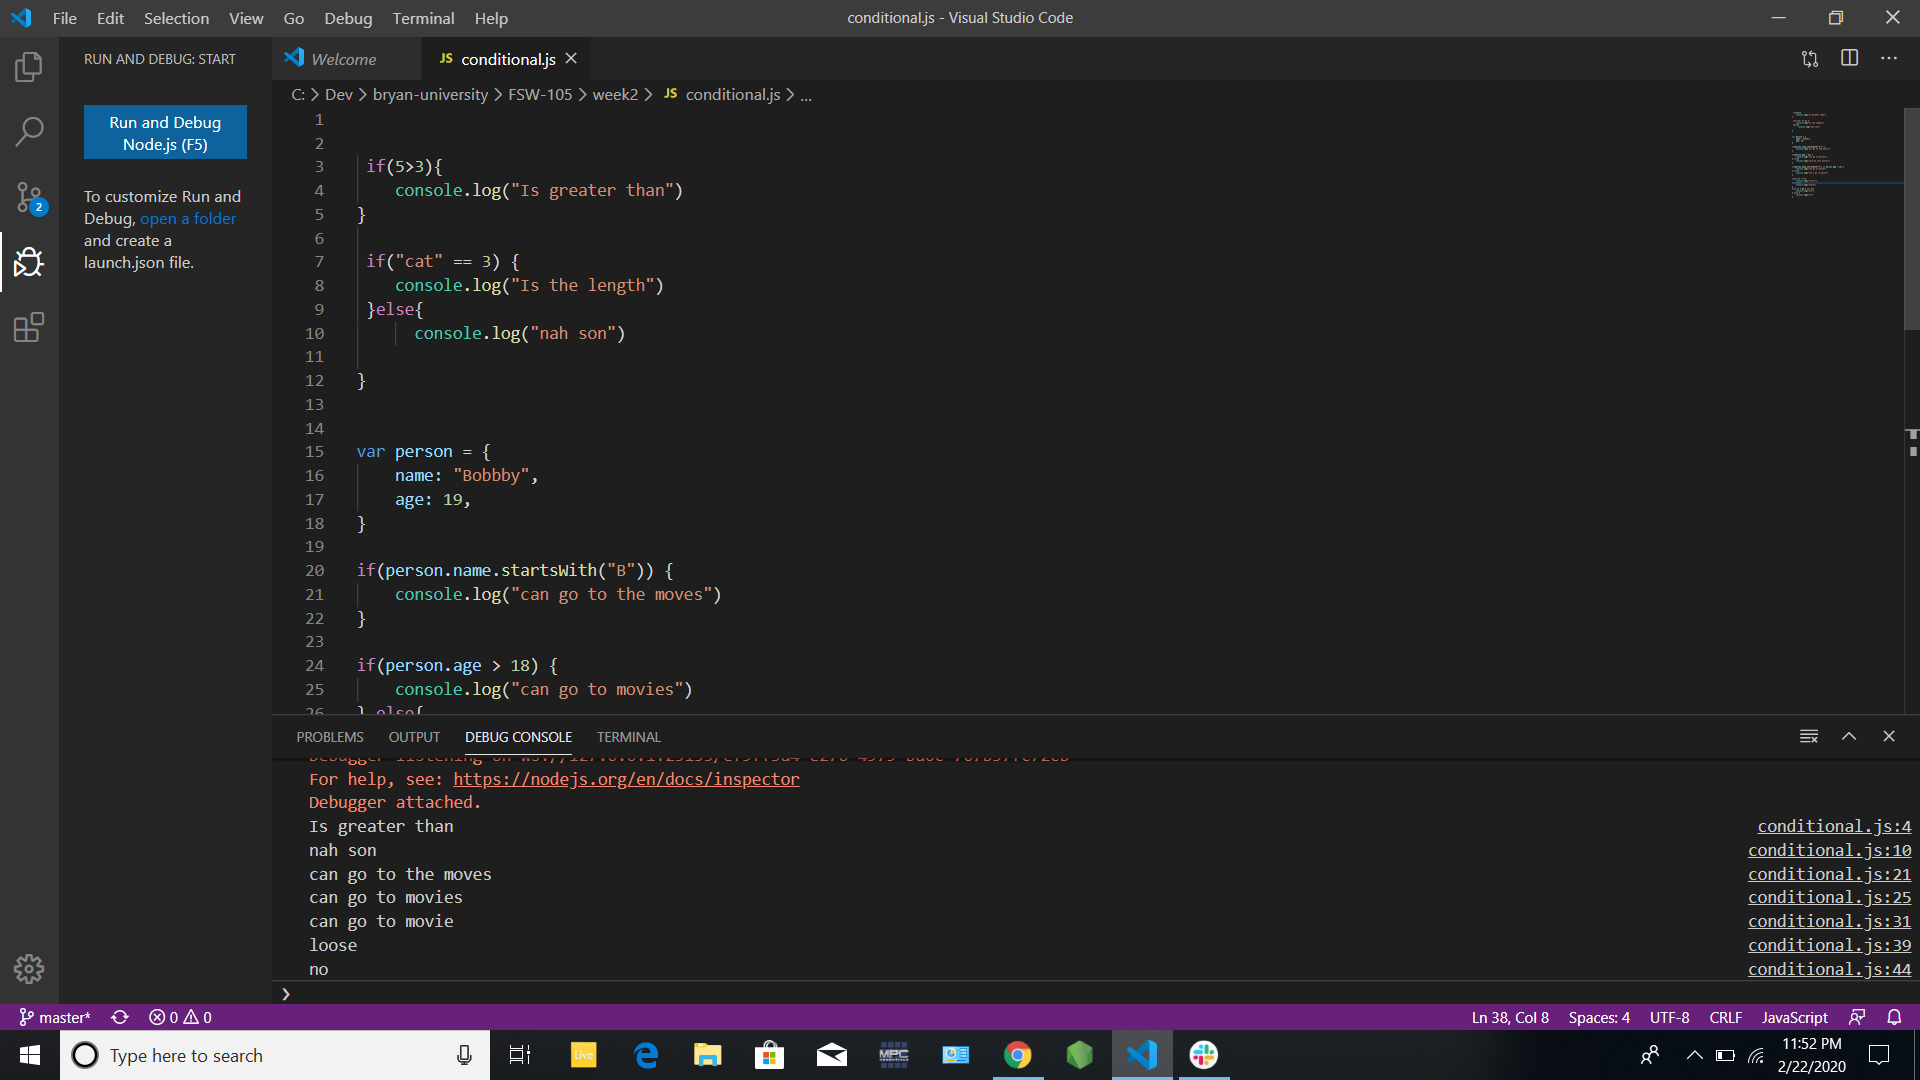 File Edit Selection View Go Debug Terminal Help
conditional.js - Visual Studio Code
RUN AND DEBUG: START
Welcome
JS conditional.js
C: > Dev > bryan-university > FSW-105 > week2 > JS conditional.js > ...
Run and Debug
Node.js (F5)
To customize Run and
Debug, open a folder
and create a
launch.json file.
2
1
2
3 if(5>3){
4 console.log("Is greater than")
5 }
6
7 if("cat" == 3) {
8 console.log("Is the length")
9 }else{
10 console.log("nah son")
11
12 }
13
14
15 var person = {
16 name: "Bobbby",
17 age: 19,
18 }
19
20 if(person.name.startsWith("B")) {
21 console.log("can go to the moves")
22 }
23
24 if(person.age > 18) {
25 console.log("can go to movies")
26 } else{
PROBLEMS OUTPUT DEBUG CONSOLE TERMINAL
Debugger listening on
For help, see: https://nodejs.org/en/docs/inspector
Debugger attached.
Is greater than conditional.js:4
nah son conditional.js:10
can go to the moves conditional.js:21
can go to movies conditional.js:25
can go to movie conditional.js:31
loose conditional.js:39
no conditional.js:44
master* 0 0 Ln 38, Col 8 Spaces: 4 UTF-8 CRLF JavaScript
Type here to search
Live
MPC
11:52 PM
2/22/2020